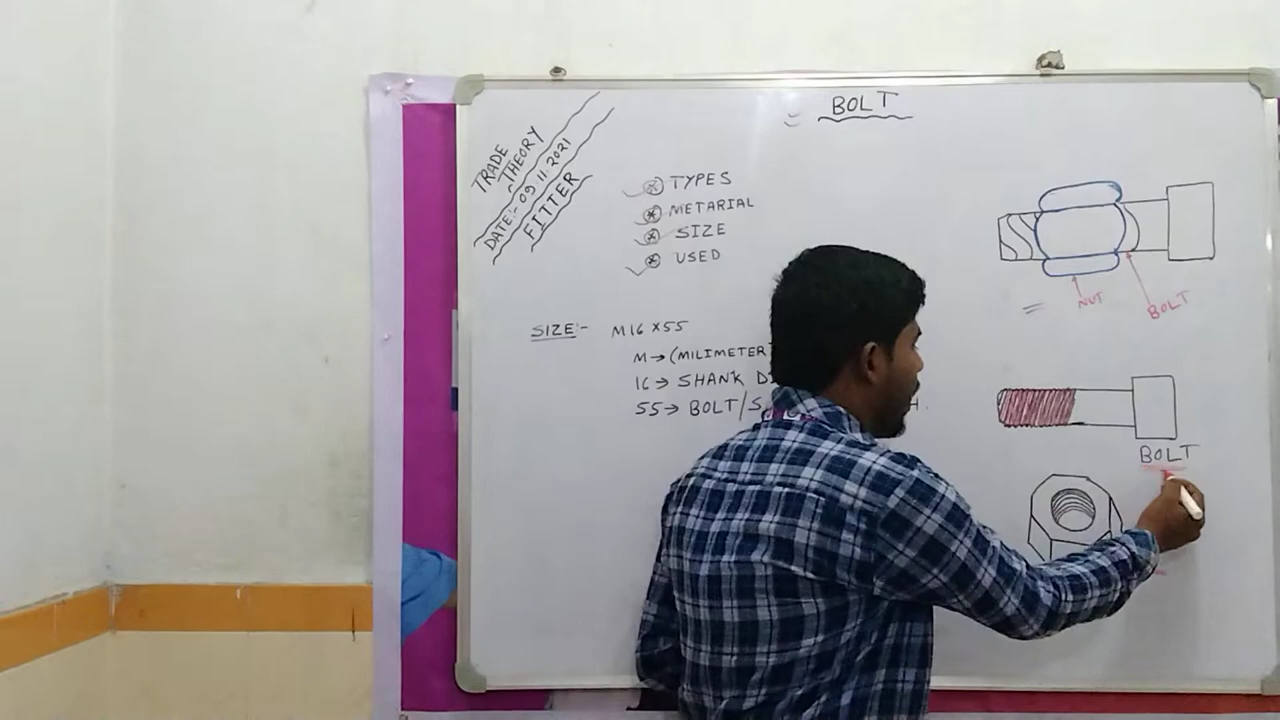 BOLT
TRADE
THEORY
DATE:- 09.11.2021
FITTER
TYPES
METARIAL
SIZE
USED
SIZE:- M16 X 55
M→(MILIMETER
16→ SHANK D
55→ BOLT/S
NUT
BOLT
BOLT